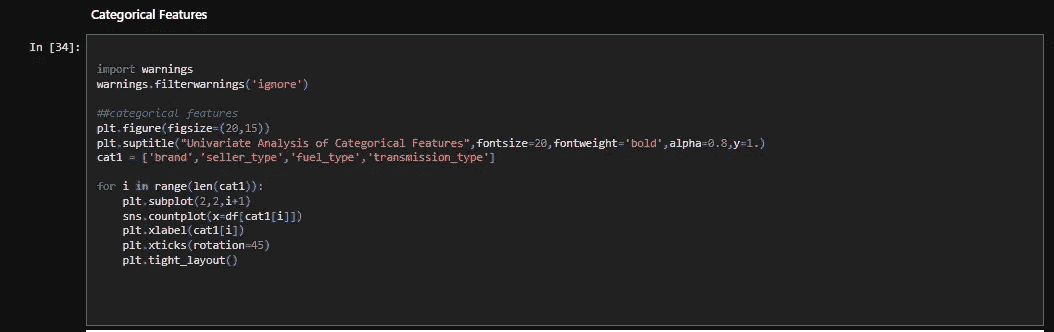 Categorical Features
In [34]:
import warnings
warnings.filterwarnings('ignore')
##categorical features
plt.figure(figsize=(20,15))
plt.suptitle("Univariate Analysis of Categorical Features",fontsize=20,fontweight='bold',alpha=0.8,y=1.)
cat1 = ['brand','seller_type','fuel_type','transmission_type']
for i in range(len(cat1)):
    plt.subplot(2,2,i+1)
    sns.countplot(x=df[cat1[i]])
    plt.xlabel(cat1[i])
    plt.xticks(rotation=45)
    plt.tight_layout()